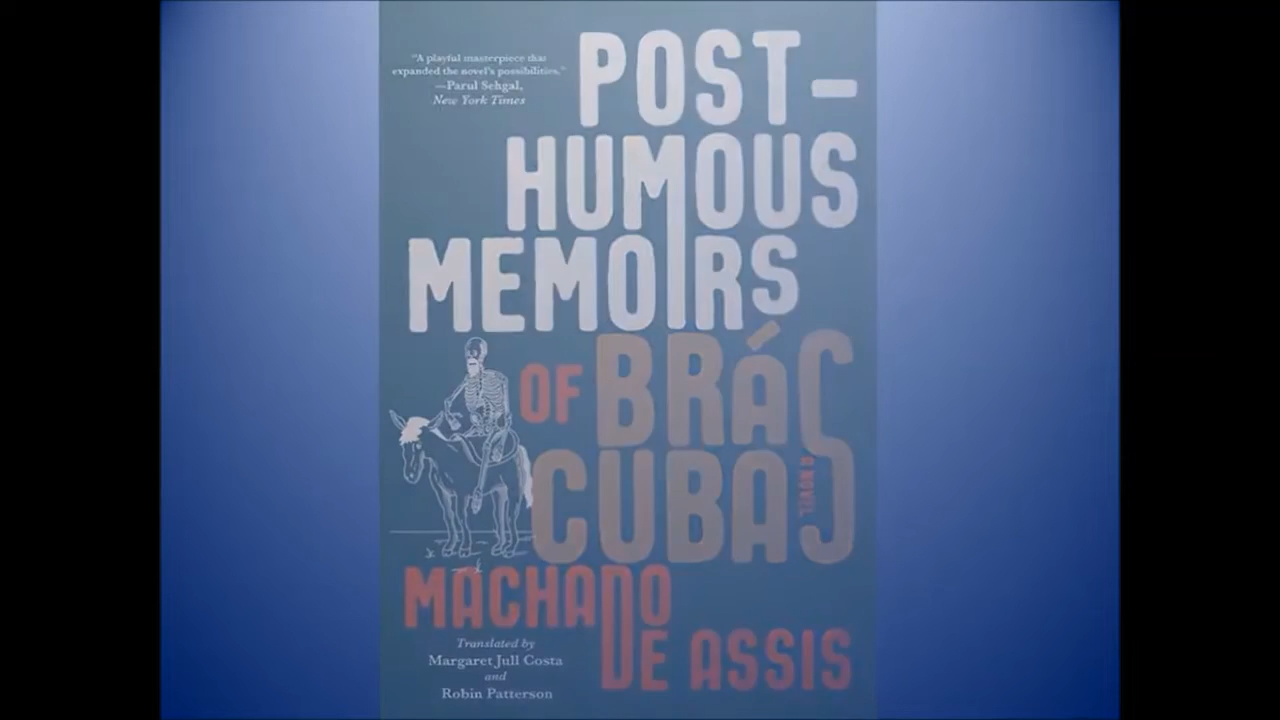 "A playful masterpiece that
expanded the novel's possibilities."
—Parul Sehgal,
New York Times
POST-
HUMOUS
MEMOIRS
OF BRÁS
CUBAS
A NOVEL
MACHADO
DE ASSIS
Translated by
Margaret Jull Costa
and
Robin Patterson